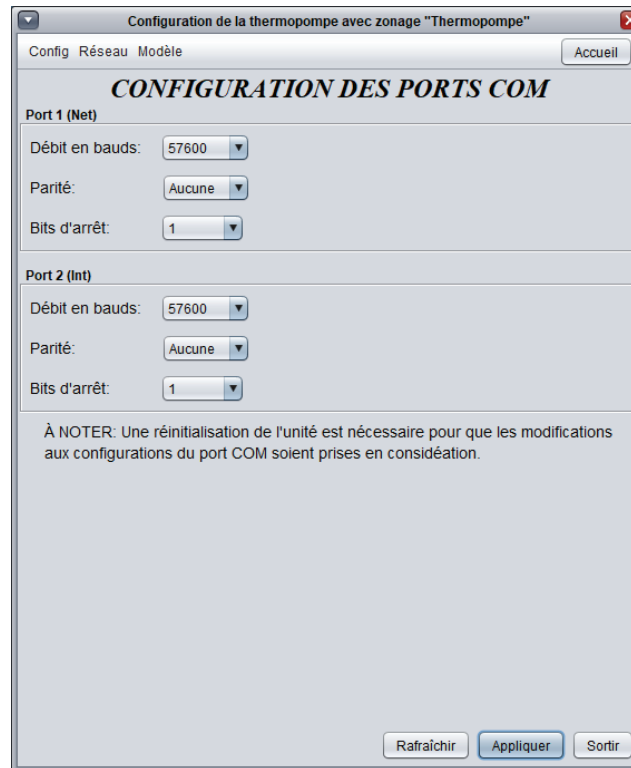 Configuration de la thermopompe avec zonage "Thermopompe"
Config Réseau Modèle Accueil
CONFIGURATION DES PORTS COM
Port 1 (Net)
Débit en bauds: 57600
Parité: Aucune
Bits d'arrêt: 1
Port 2 (Int)
Débit en bauds: 57600
Parité: Aucune
Bits d'arrêt: 1
À NOTER: Une réinitialisation de l'unité est nécessaire pour que les modifications
aux configurations du port COM soient prises en considéation.
Rafraîchir Appliquer Sortir